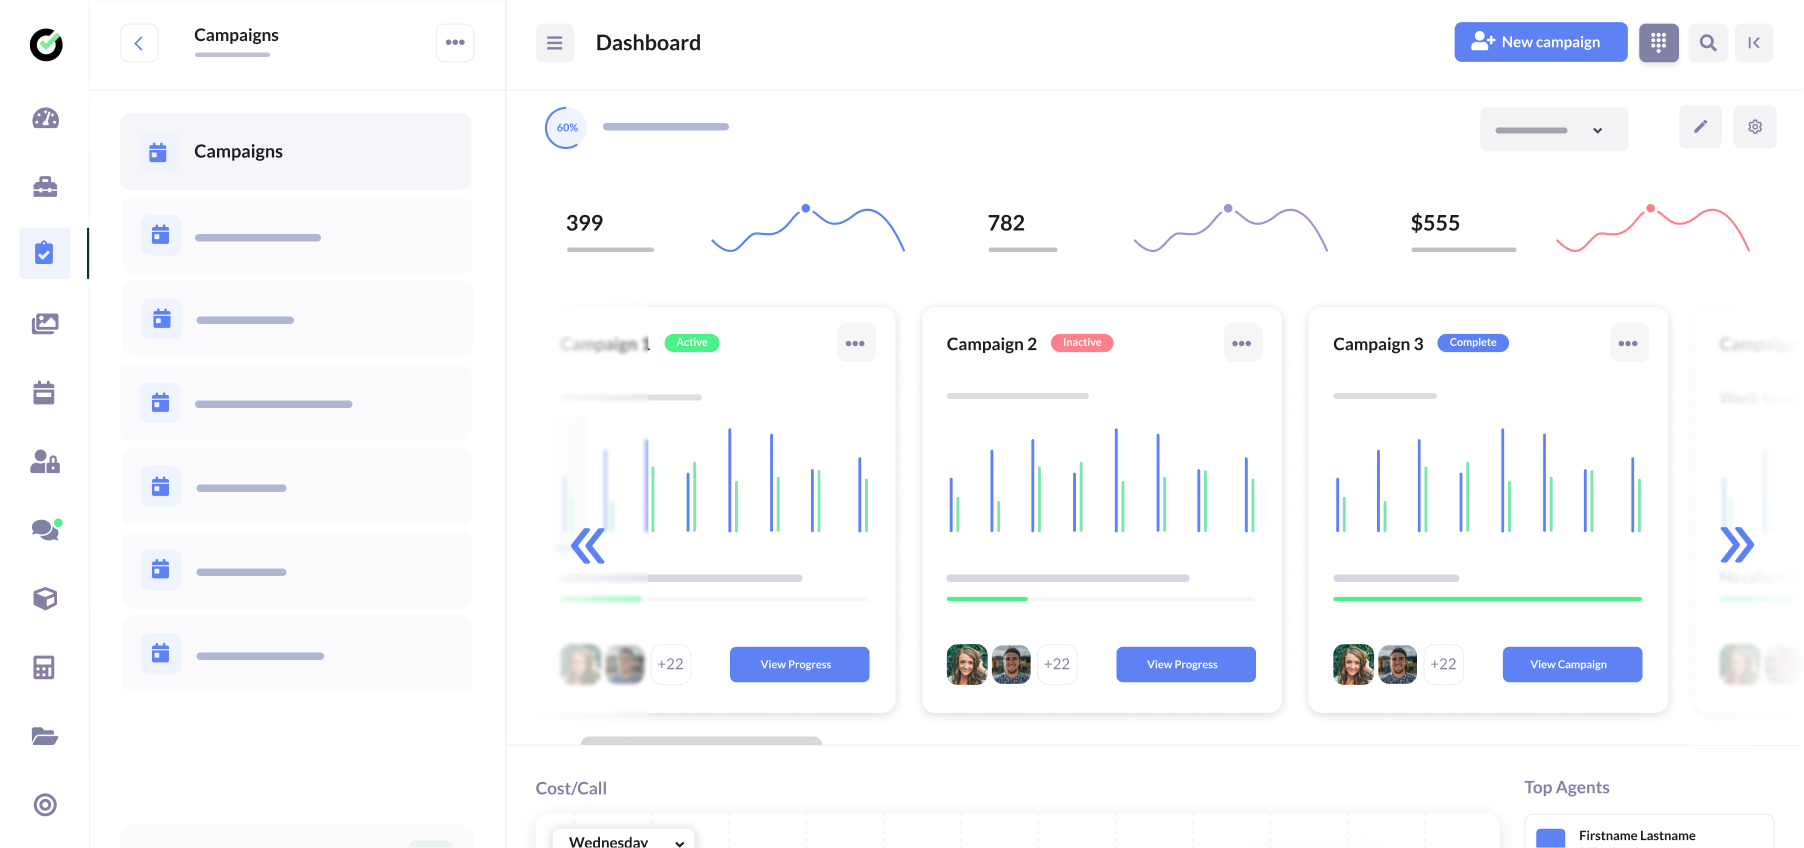 Campaigns
Dashboard
New campaign
Campaigns
60%
399
782
$555
Campaign 1
Active
Campaign 2
Inactive
Campaign 3
Complete
Campaign
+22
View Progress
+22
View Progress
+22
View Campaign
Cost/Call
Top Agents
Wednesday
Firstname Lastname